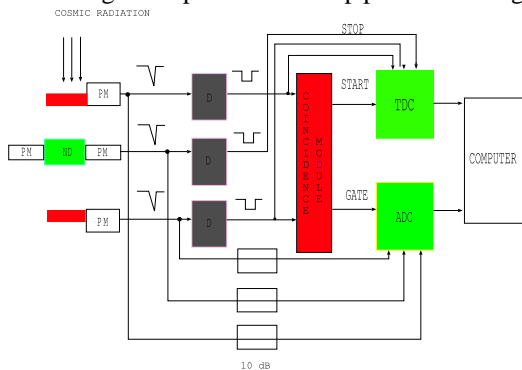 COSMIC RADIATION
STOP
PM
D
START
TDC
PM
ND
PM
D
COINCIDENCE
MODULE
COMPUTER
PM
D
GATE
ADC
10 dB